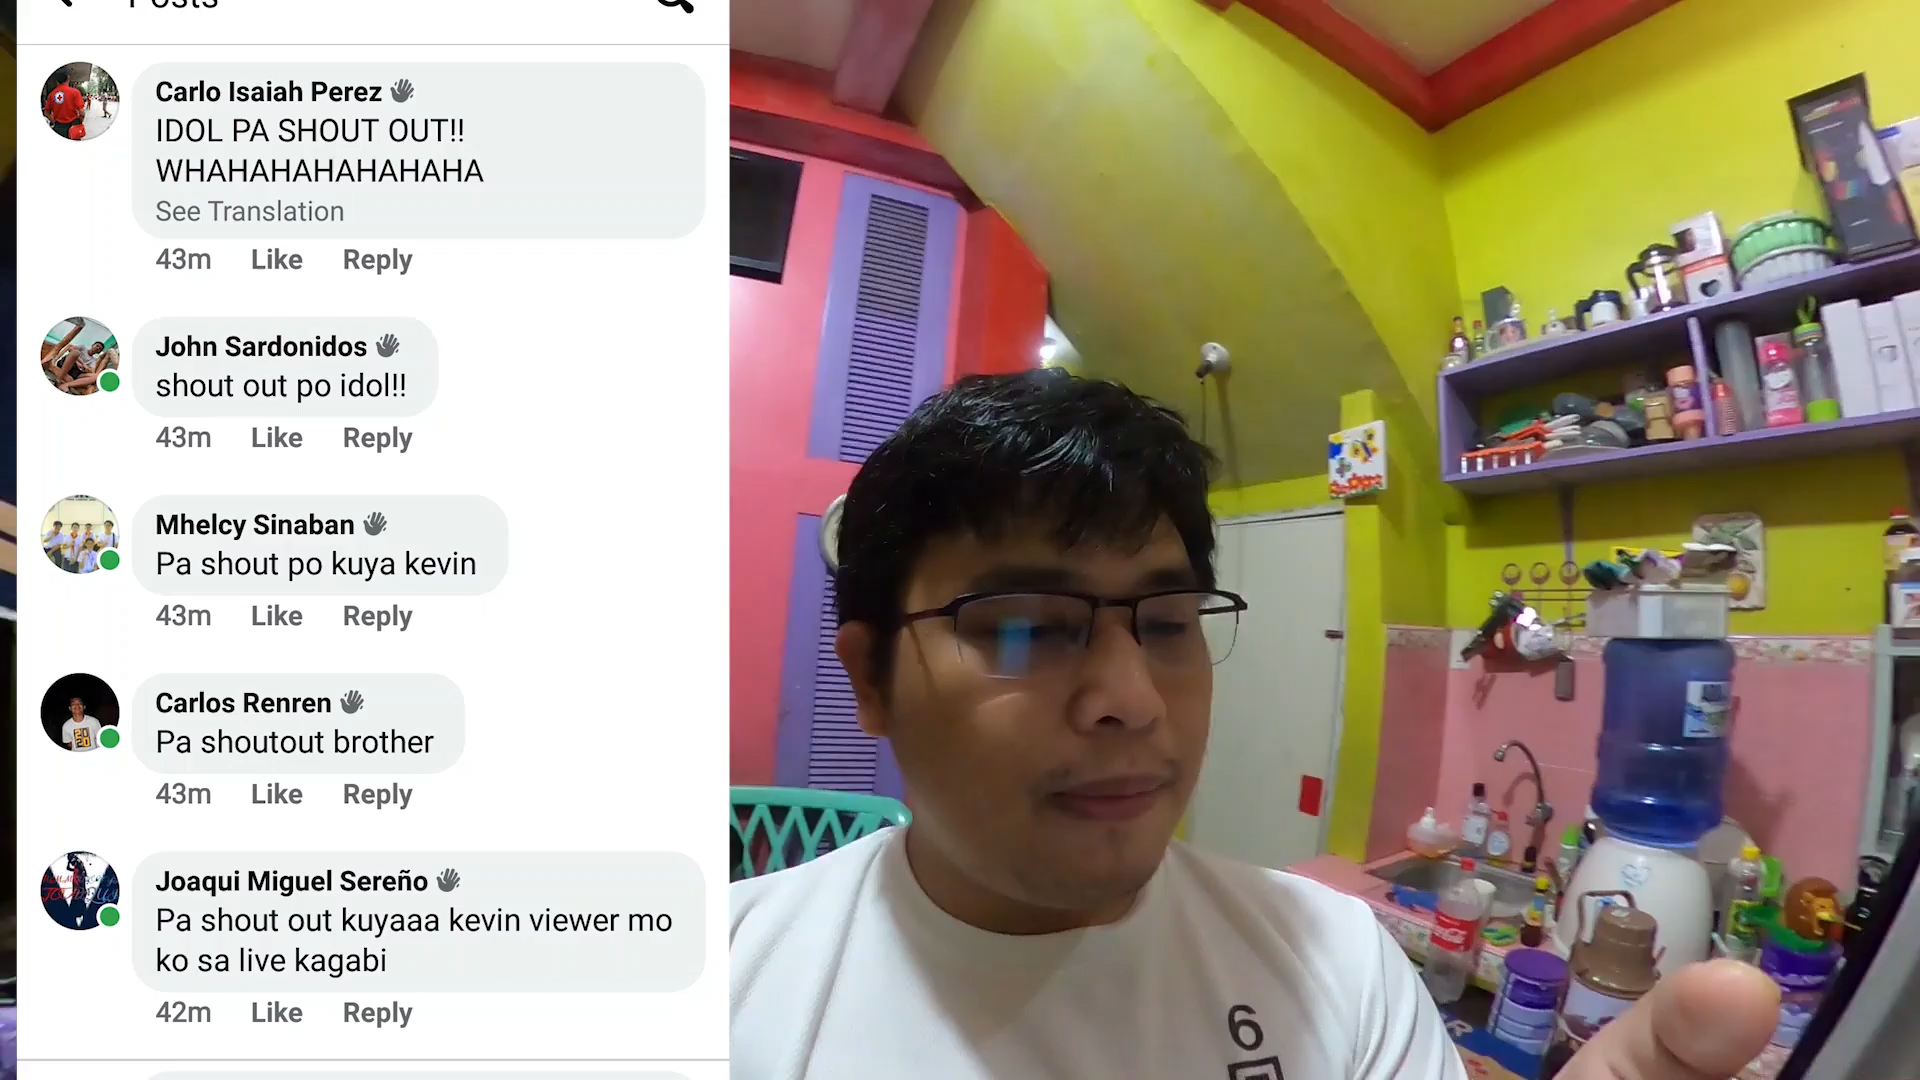 Posts
Carlo Isaiah Perez
IDOL PA SHOUT OUT!!
WHAHAHAHAHAHAHA
See Translation
43m Like Reply
John Sardonidos
shout out po idol!!
43m Like Reply
Mhelcy Sinaban
Pa shout po kuya kevin
43m Like Reply
Carlos Renren
Pa shoutout brother
43m Like Reply
Joaqui Miguel Sereño
Pa shout out kuyaaa kevin viewer mo
ko sa live kagabi
42m Like Reply
6